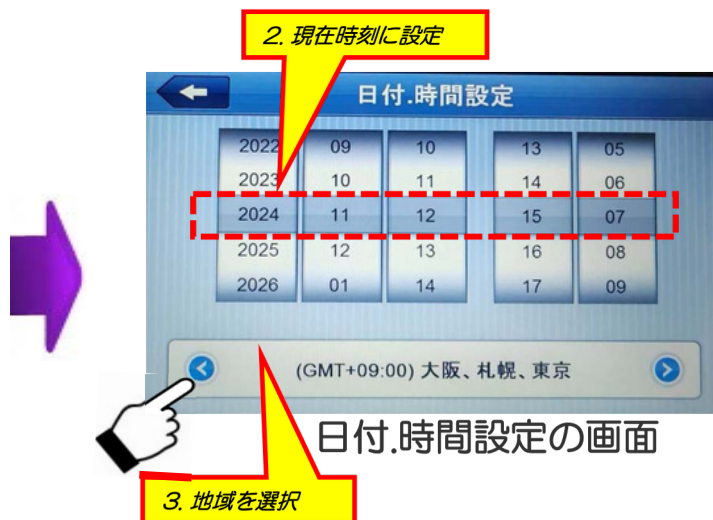 2. 現在時刻に設定
日付.時間設定
2022 09 10 13 05
2023 10 11 14 06
2024 11 12 15 07
2025 12 13 16 08
2026 01 14 17 09
(GMT+09:00) 大阪、札幌、東京
日付.時間設定の画面
3. 地域を選択